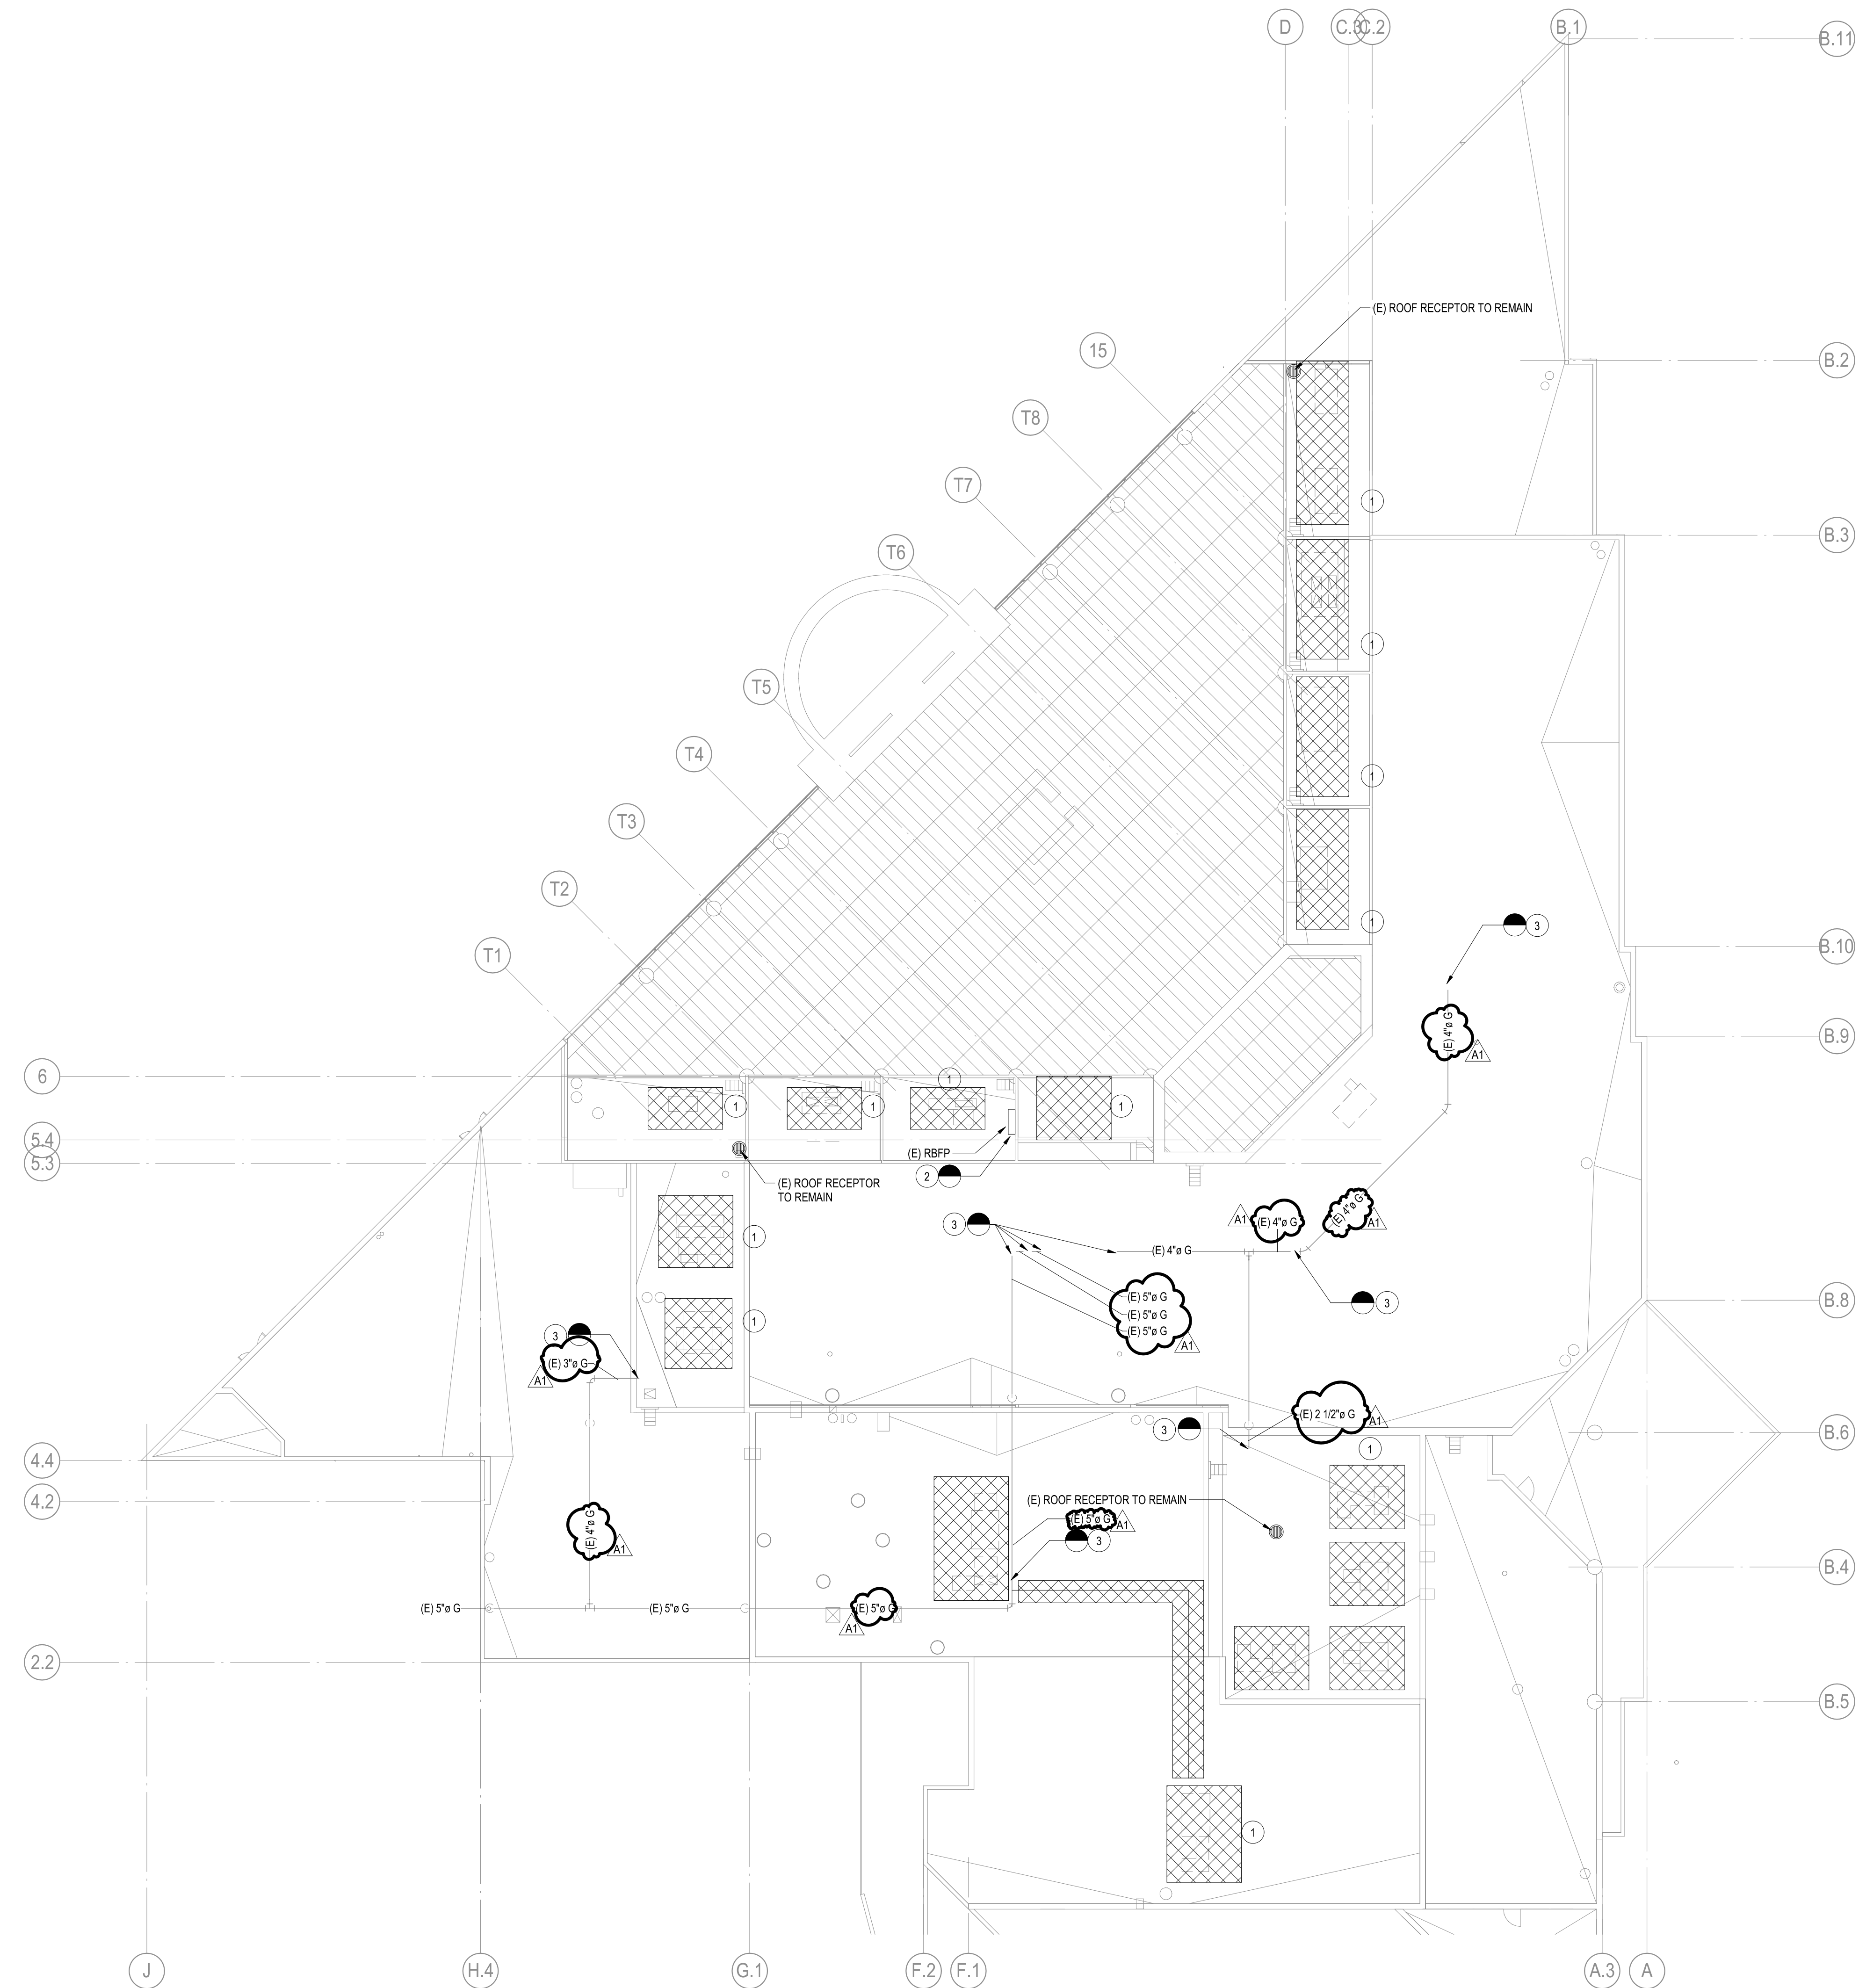 D
C.3
C.2
B.1
B.11
(E) ROOF RECEPTOR TO REMAIN
15
B.2
T8
T7
1
B.3
T6
1
T5
T4
1
T3
T2
1
3
T1
B.10
(E) 4"ø G
A1
B.9
6
1
1
1
1
5.4
5.3
(E) RBFP
2
(E) ROOF RECEPTOR
TO REMAIN
1
3
A1
(E) 4"ø G
(E) 4"ø G
A1
(E) 4"ø G
(E) 5"ø G
(E) 5"ø G
(E) 5"ø G
A1
3
B.8
1
3
(E) 3"ø G
A1
(E) 2 1/2"ø G
A1
3
1
B.6
4.4
4.2
(E) 4"ø G
A1
(E) ROOF RECEPTOR TO REMAIN
(E) 5"ø G
A1
3
B.4
(E) 5"ø G
(E) 5"ø G
(E) 5"ø G
A1
2.2
B.5
1
J
H.4
G.1
F.2
F.1
A.3
A